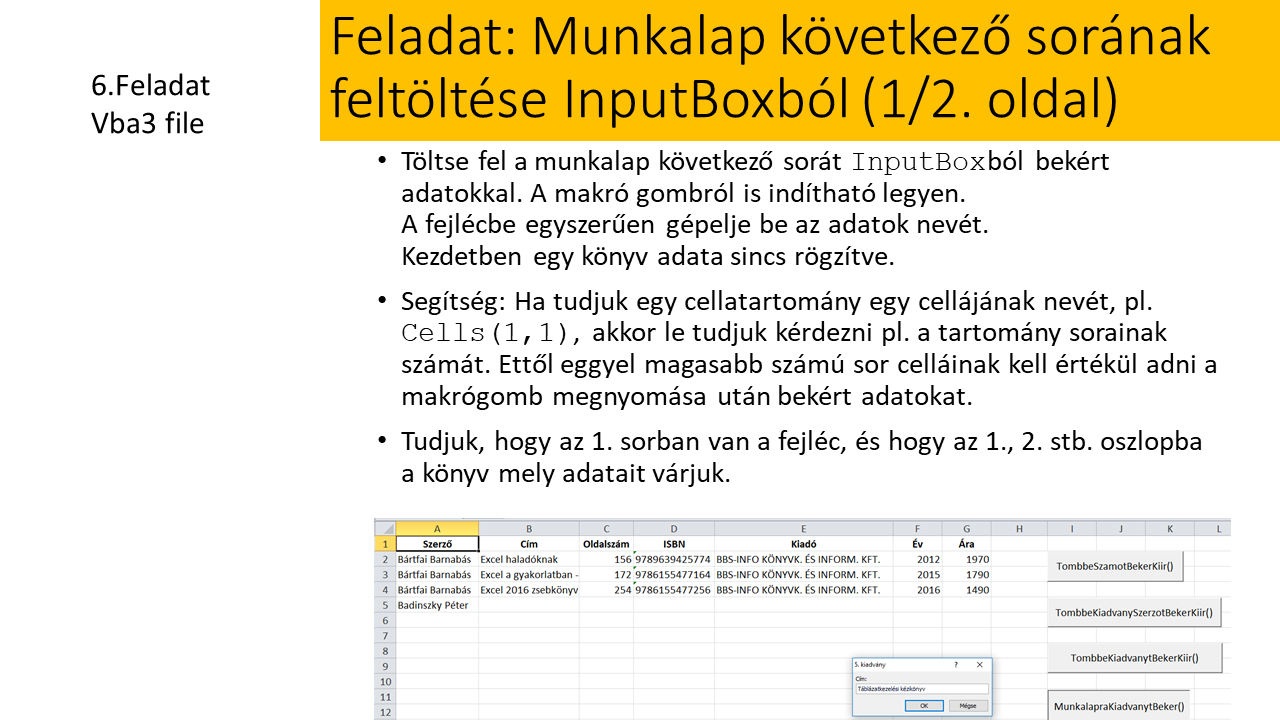 6.Feladat
Vba3 file
Feladat: Munkalap következő sorának
feltöltése InputBoxból (1/2. oldal)
• Töltse fel a munkalap következő sorát InputBoxból bekért
adatokkal. A makró gombról is indítható legyen.
A fejlécbe egyszerűen gépelje be az adatok nevét.
Kezdetben egy könyv adata sincs rögzítve.
• Segítség: Ha tudjuk egy cellatartomány egy cellájának nevét, pl.
Cells(1,1), akkor le tudjuk kérdezni pl. a tartomány sorainak
számát. Ettől eggyel magasabb számú sor celláinak kell értékül adni a
makrógomb megnyomása után bekért adatokat.
• Tudjuk, hogy az 1. sorban van a fejléc, és hogy az 1., 2. stb. oszlopba
a könyv mely adatait várjuk.
A B C D E F G H I J K L
1 Szerző Cím Oldalszám ISBN Kiadó Év Ára
2 Bártfai Barnabás Excel haladóknak 156 9789639425774 BBS-INFO KÖNYVK. ÉS INFORM. KFT. 2012 1970
3 Bártfai Barnabás Excel a gyakorlatban - 172 9786155477164 BBS-INFO KÖNYVK. ÉS INFORM. KFT. 2015 1790
4 Bártfai Barnabás Excel 2016 zsebkönyv 254 9786155477256 BBS-INFO KÖNYVK. ÉS INFORM. KFT. 2016 1490
5 Badinszky Péter
6
7
8
9
10
11
12
TombbeSzamotBekerKiir()
TombbeKiadvanySzerzotBekerKiir()
TombbeKiadvanytBekerKiir()
MunkalapraKiadvanytBeker()
5. kiadvány ? ×
Cím:
Táblázatkezelési kézikönyv
OK Mégse